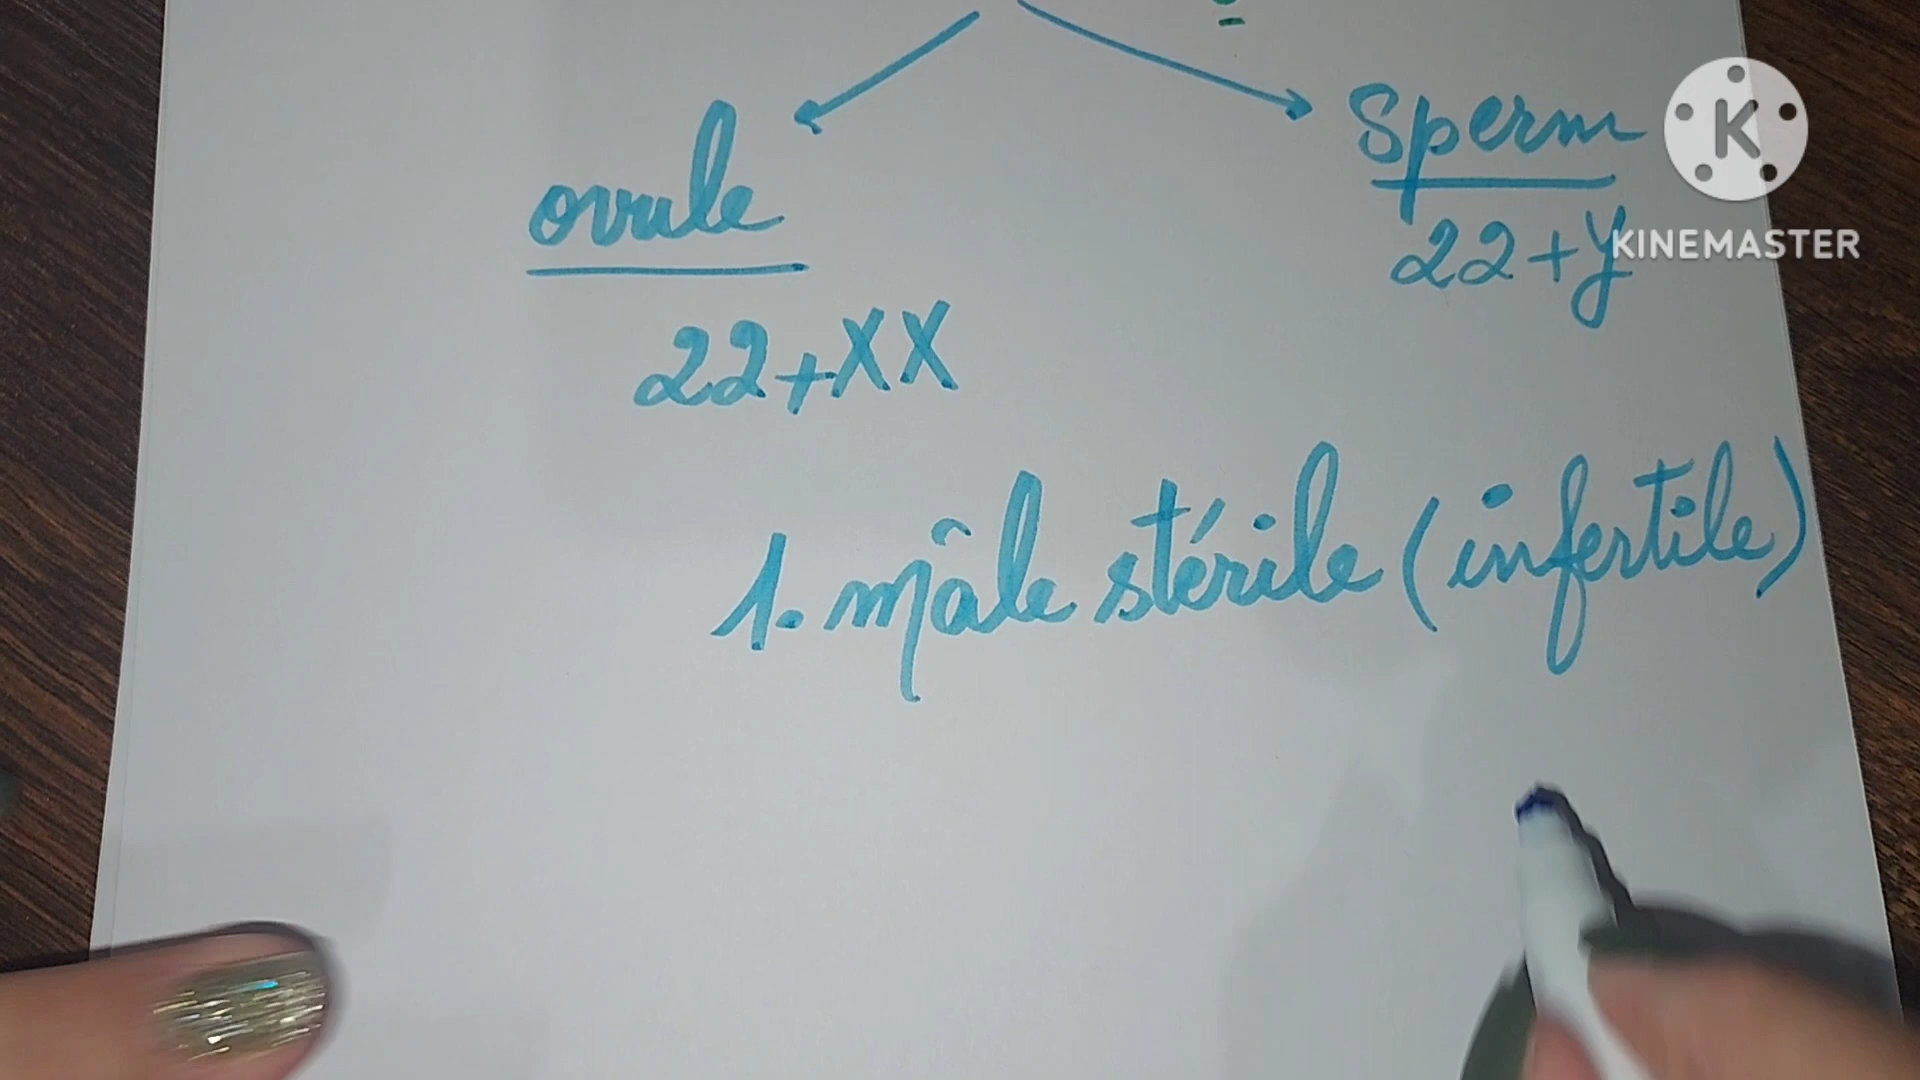 ovule
Sperm
22+XX
22+Y
1. mâle stérile (infertile)
K
KINEMASTER